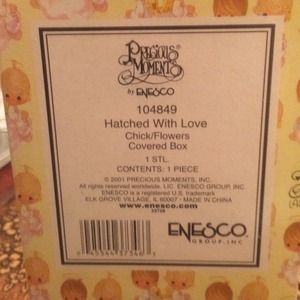 PRECIOUS
MOMENTS
by ENESCO
104849
Hatched With Love
Chick/Flowers
Covered Box
1 STL.
CONTENTS: 1 PIECE
© 2001 PRECIOUS MOMENTS, INC.
All rights reserved worldwide. LIC. ENESCO GROUP, INC
ENESCO is a registered U.S. trademark
ELK GROVE VILLAGE, IL 60007 - MADE IN CHINA
www.enesco.com
ENESCO
GROUP, INC